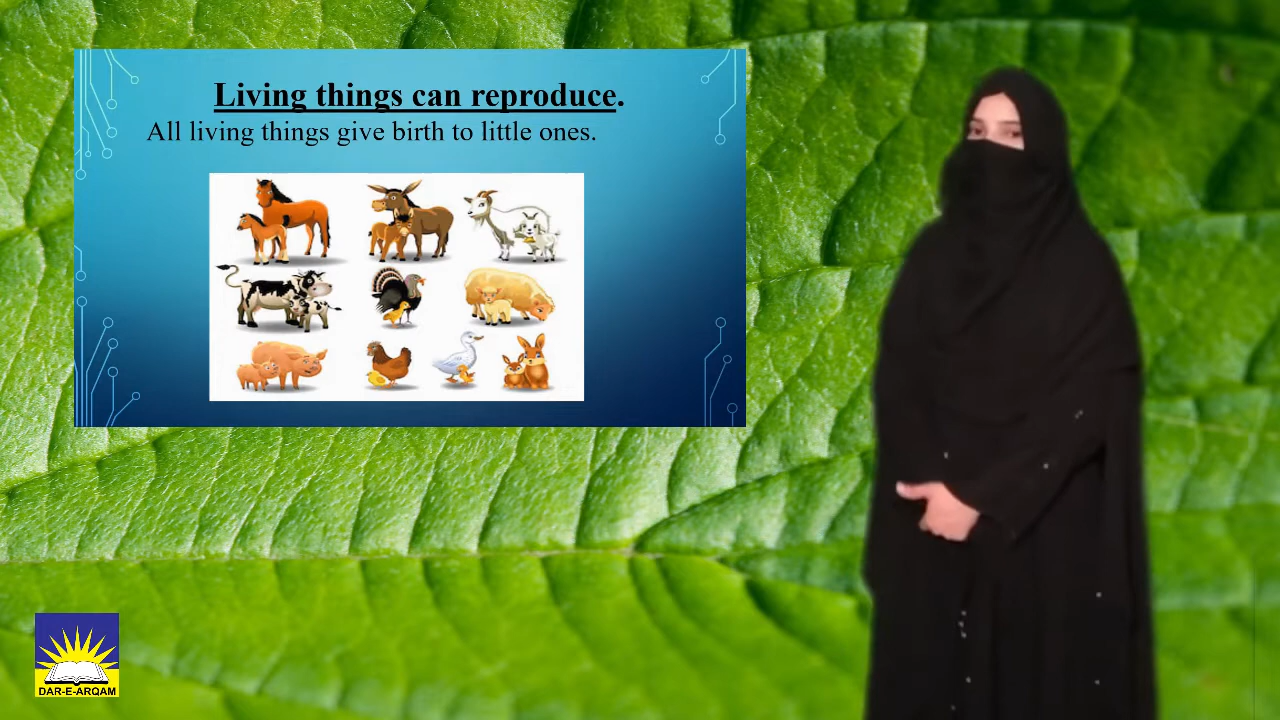 Living things can reproduce.
All living things give birth to little ones.
DAR-E-ARQAM